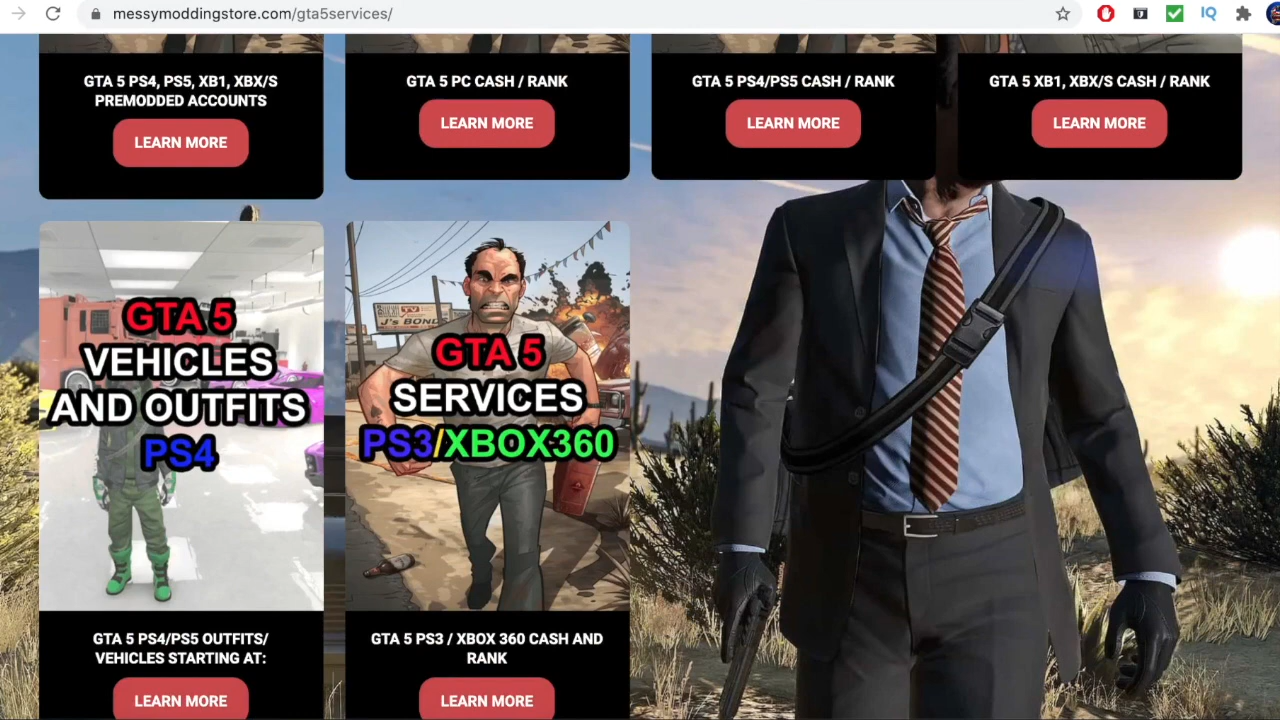 messymoddingstore.com/gta5services/
IQ
GTA 5 PS4, PS5, XB1, XBX/S
PREMODDED ACCOUNTS
LEARN MORE
GTA 5 PC CASH / RANK
LEARN MORE
GTA 5 PS4/PS5 CASH / RANK
LEARN MORE
GTA 5 XB1, XBX/S CASH / RANK
LEARN MORE
GTA 5
VEHICLES
AND OUTFITS
PS4
TV
J's BOND
GTA 5
SERVICES
PS3/XBOX360
GTA 5 PS4/PS5 OUTFITS/
VEHICLES STARTING AT:
LEARN MORE
GTA 5 PS3 / XBOX 360 CASH AND
RANK
LEARN MORE